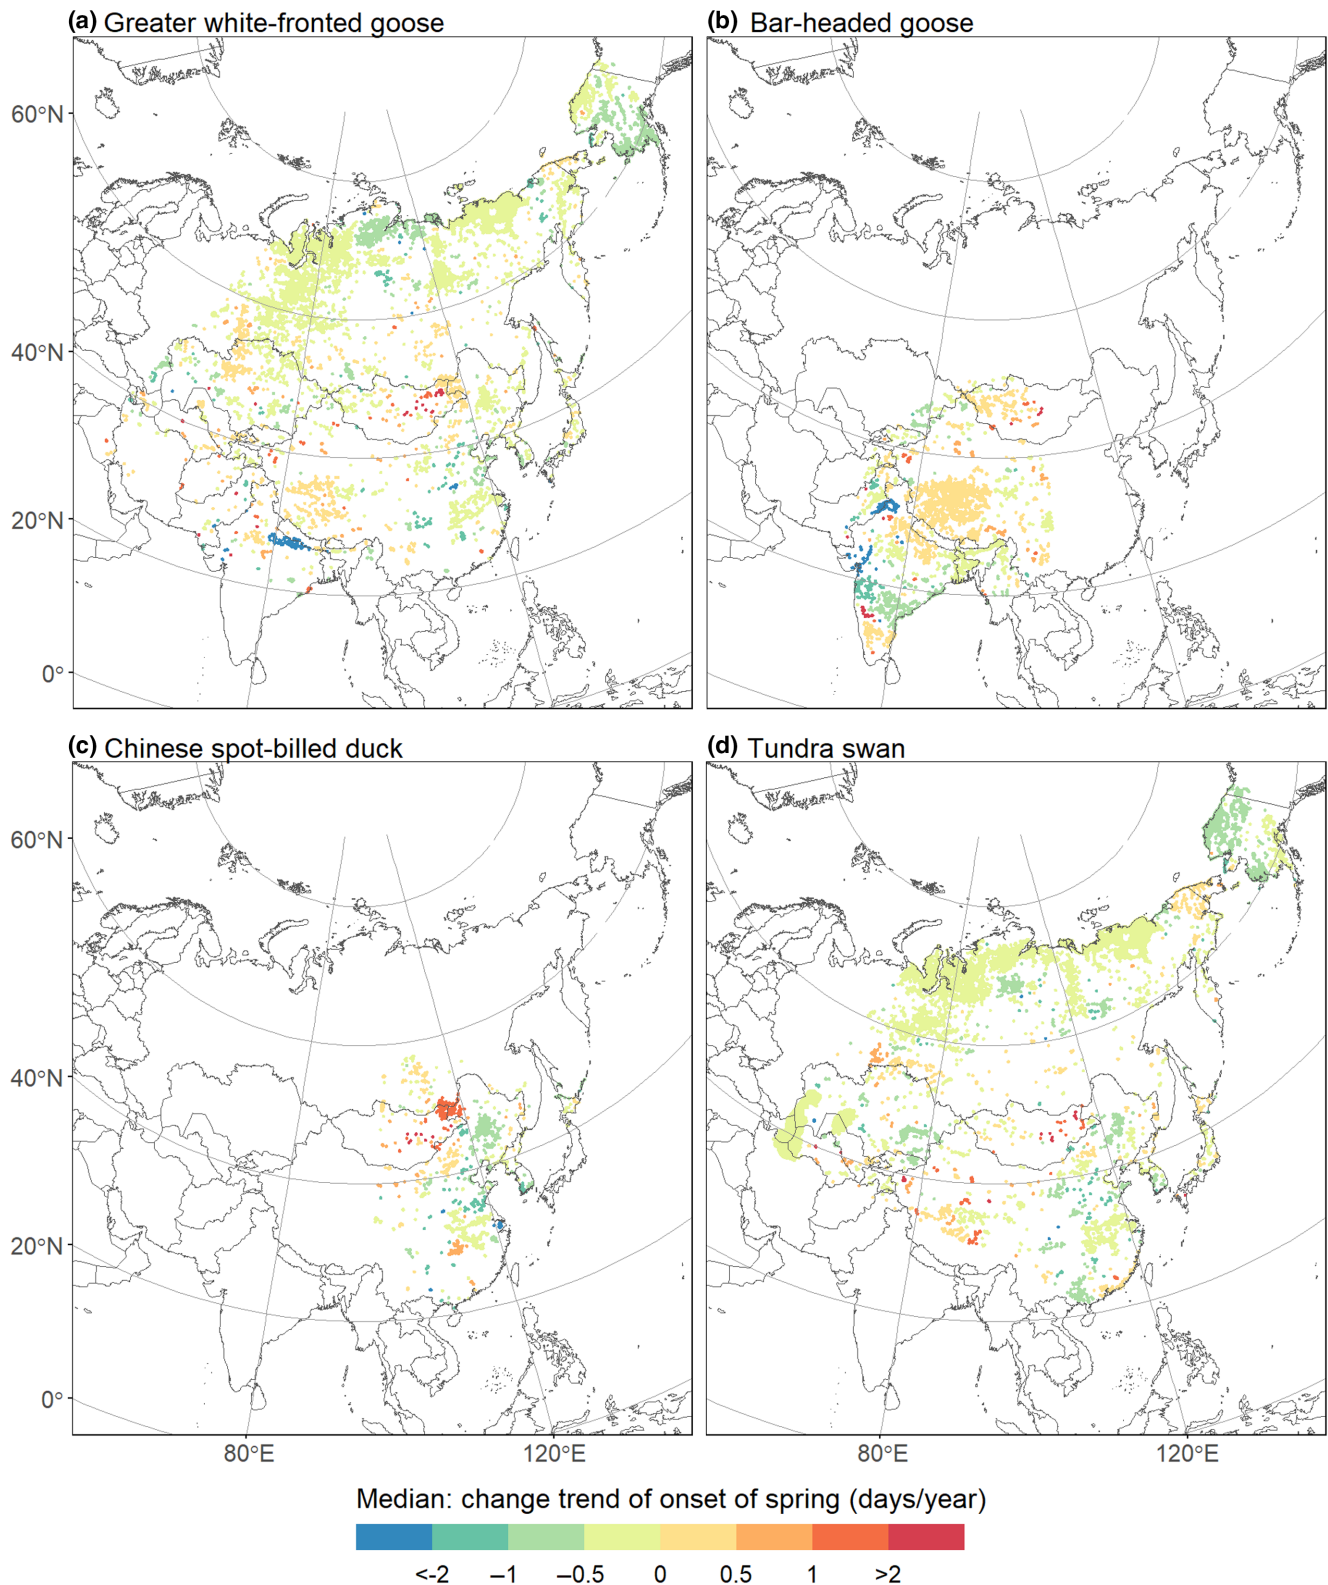 (a) Greater white-fronted goose
(b) Bar-headed goose
60°N
40°N
20°N
0°
(c) Chinese spot-billed duck
(d) Tundra swan
60°N
40°N
20°N
0°
80°E
120°E
80°E
120°E
Median: change trend of onset of spring (days/year)
<-2
–1
–0.5
0
0.5
1
>2